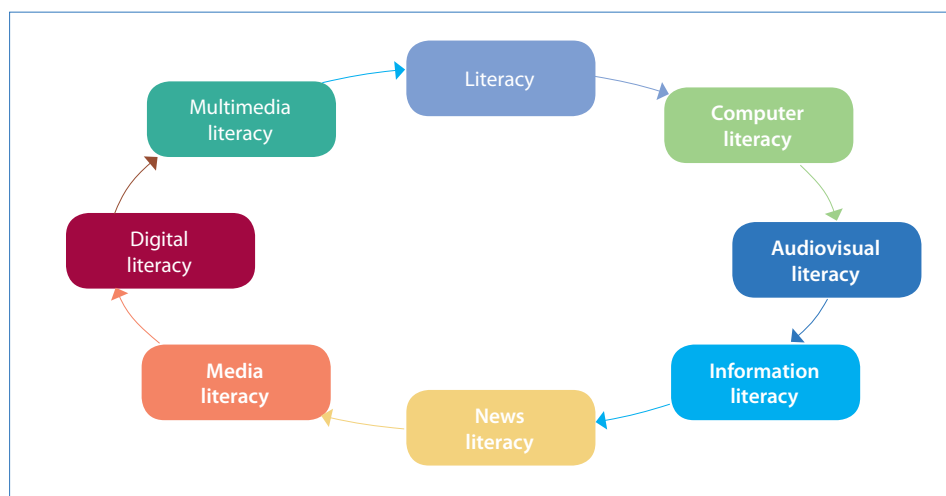 Literacy
Computer
literacy
Audiovisual
literacy
Information
literacy
News
literacy
Media
literacy
Digital
literacy
Multimedia
literacy